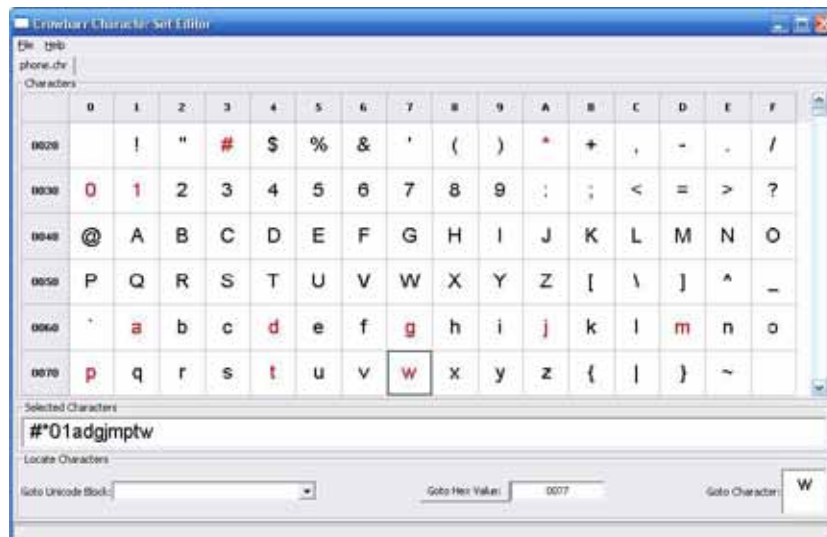 Crowbarr Character Set Editor
File Help
phone.chr
Characters
0 1 2 3 4 5 6 7 8 9 A B C D E F
0020 ! " # $ % & ' ( ) * + , - . /
0030 0 1 2 3 4 5 6 7 8 9 : ; < = > ?
0040 @ A B C D E F G H I J K L M N O
0050 P Q R S T U V W X Y Z [ \ ] ^ _
0060 ` a b c d e f g h i j k l m n o
0070 p q r s t u v w x y z { | } ~
Selected Characters
#*01adgjmptw
Locate Characters
Goto Unicode Block: Goto Hex Value: 0077 Goto Character: w